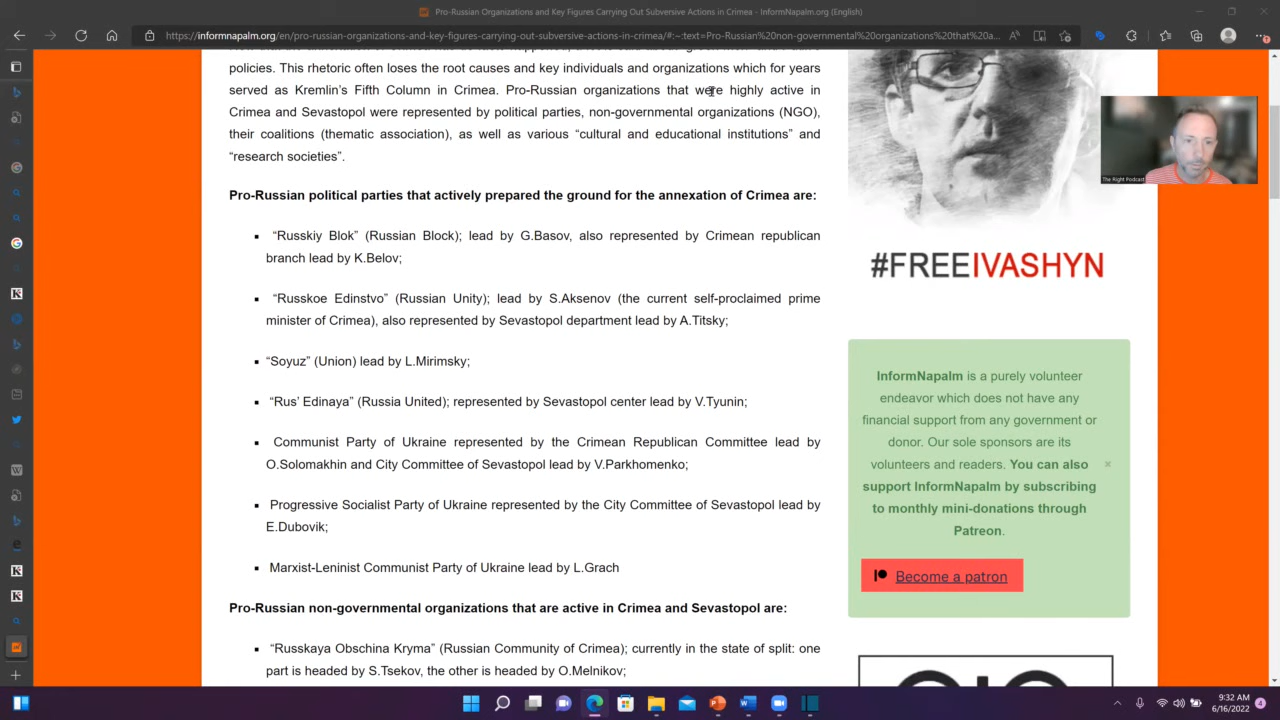 Pro-Russian Organizations and Key Figures Carrying Out Subversive Actions in Crimea - InformNapalm.org (English)
https://informnapalm.org/en/pro-russian-organizations-and-key-figures-carrying-out-subversive-actions-in-crimea/#:~:text=Pro-Russian%20non-governmental%20organizations%20that%20a...
policies. This rhetoric often loses the root causes and key individuals and organizations which for years
served as Kremlin's Fifth Column in Crimea. Pro-Russian organizations that were highly active in
Crimea and Sevastopol were represented by political parties, non-governmental organizations (NGO),
their coalitions (thematic association), as well as various “cultural and educational institutions” and
“research societies”.
Pro-Russian political parties that actively prepared the ground for the annexation of Crimea are:
“Russkiy Blok” (Russian Block); lead by G.Basov, also represented by Crimean republican
branch lead by K.Belov;
“Russkoe Edinstvo” (Russian Unity); lead by S.Aksenov (the current self-proclaimed prime
minister of Crimea), also represented by Sevastopol department lead by A.Titsky;
“Soyuz” (Union) lead by L.Mirimsky;
“Rus’ Edinaya” (Russia United); represented by Sevastopol center lead by V.Tyunin;
Communist Party of Ukraine represented by the Crimean Republican Committee lead by
O.Solomakhin and City Committee of Sevastopol lead by V.Parkhomenko;
Progressive Socialist Party of Ukraine represented by the City Committee of Sevastopol lead by
E.Dubovik;
Marxist-Leninist Communist Party of Ukraine lead by L.Grach
Pro-Russian non-governmental organizations that are active in Crimea and Sevastopol are:
“Russkaya Obschina Kryma” (Russian Community of Crimea); currently in the state of split: one
part is headed by S.Tsekov, the other is headed by O.Melnikov;
The Right Podcast
#FREEIVASHYN
InformNapalm is a purely volunteer
endeavor which does not have any
financial support from any government or
donor. Our sole sponsors are its
volunteers and readers. You can also
support InformNapalm by subscribing
to monthly mini-donations through
Patreon.
Become a patron
9:32 AM
6/16/2022